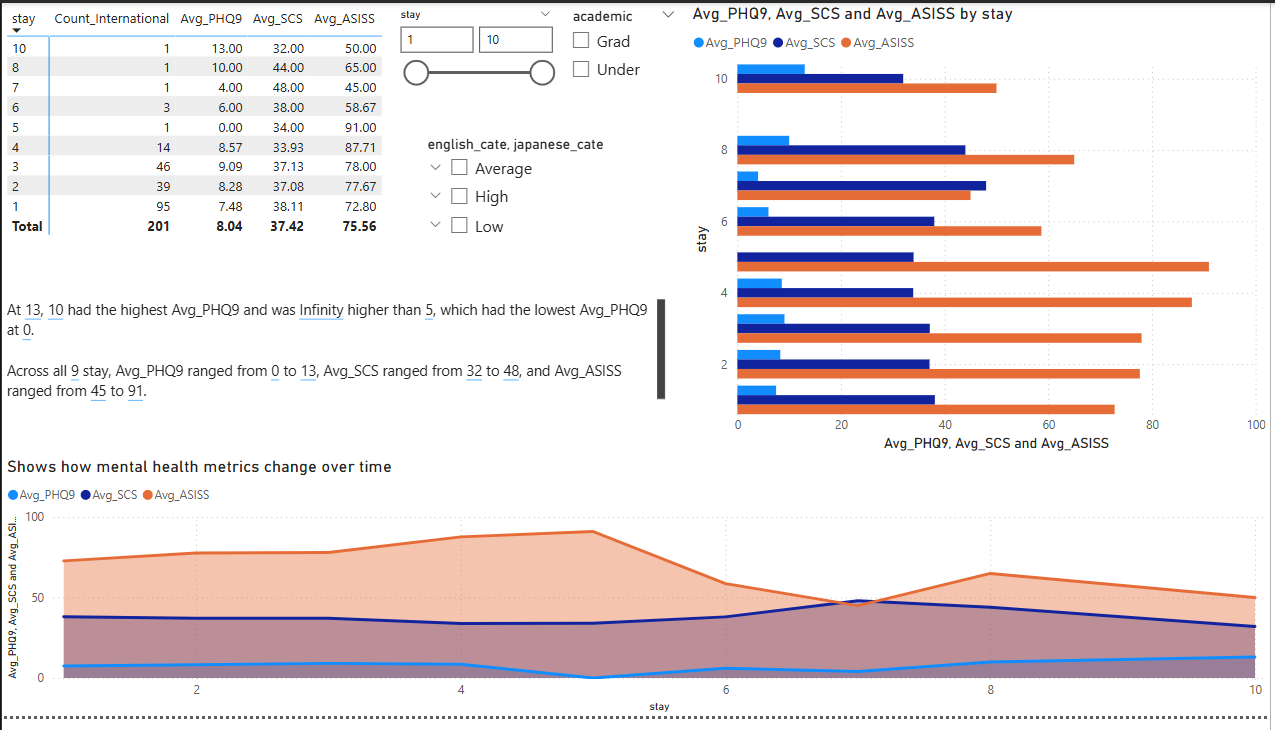 stay Count_International Avg_PHQ9 Avg_SCS Avg_ASISS
10 1 13.00 32.00 50.00
8 1 10.00 44.00 65.00
7 1 4.00 48.00 45.00
6 3 6.00 38.00 58.67
5 1 0.00 34.00 91.00
4 14 8.57 33.93 87.71
3 46 9.09 37.13 78.00
2 39 8.28 37.08 77.67
1 95 7.48 38.11 72.80
Total 201 8.04 37.42 75.56
stay
1 10
academic
Grad
Under
english_cate, japanese_cate
Average
High
Low
Avg_PHQ9, Avg_SCS and Avg_ASISS by stay
Avg_PHQ9 Avg_SCS Avg_ASISS
10
8
6
4
2
stay
0 20 40 60 80 100
Avg_PHQ9, Avg_SCS and Avg_ASISS
At 13, 10 had the highest Avg_PHQ9 and was Infinity higher than 5, which had the lowest Avg_PHQ9
at 0.
Across all 9 stay, Avg_PHQ9 ranged from 0 to 13, Avg_SCS ranged from 32 to 48, and Avg_ASISS
ranged from 45 to 91.
Shows how mental health metrics change over time
Avg_PHQ9 Avg_SCS Avg_ASISS
Avg_PHQ9, Avg_SCS and Avg_ASI...
100
50
0
2 4 6 8 10
stay